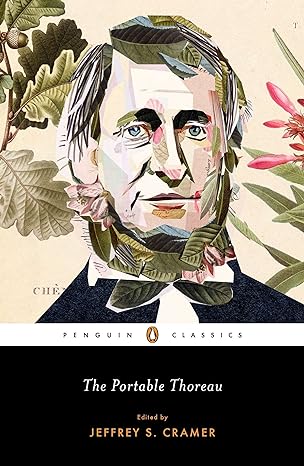 T
CHÊ
PENGUIN CLASSICS
The Portable Thoreau
Edited by
JEFFREY S. CRAMER